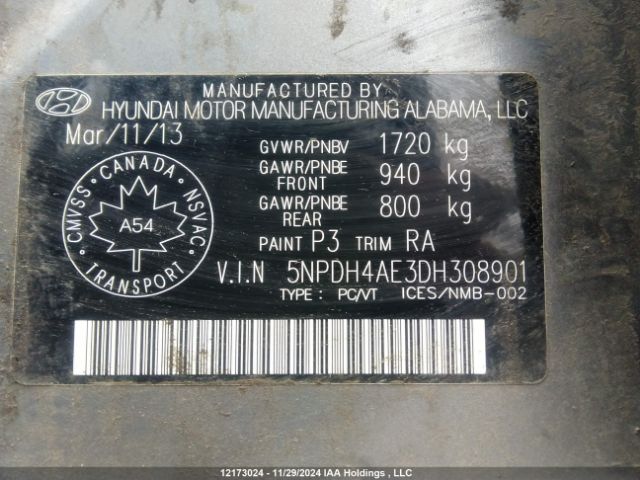 MANUFACTURED BY
HYUNDAI MOTOR MANUFACTURING ALABAMA, LLC
Mar/11/13
GVWR/PNBV 1720 kg
GAWR/PNBE FRONT 940 kg
GAWR/PNBE REAR 800 kg
PAINT P3 TRIM RA
V.I.N 5NPDH4AE3DH308901
TYPE : PC/VT ICES/NMB-002
CANADA
CMVSS
NSVAC
A54
TRANSPORT
12173024 - 11/29/2024 IAA Holdings , LLC